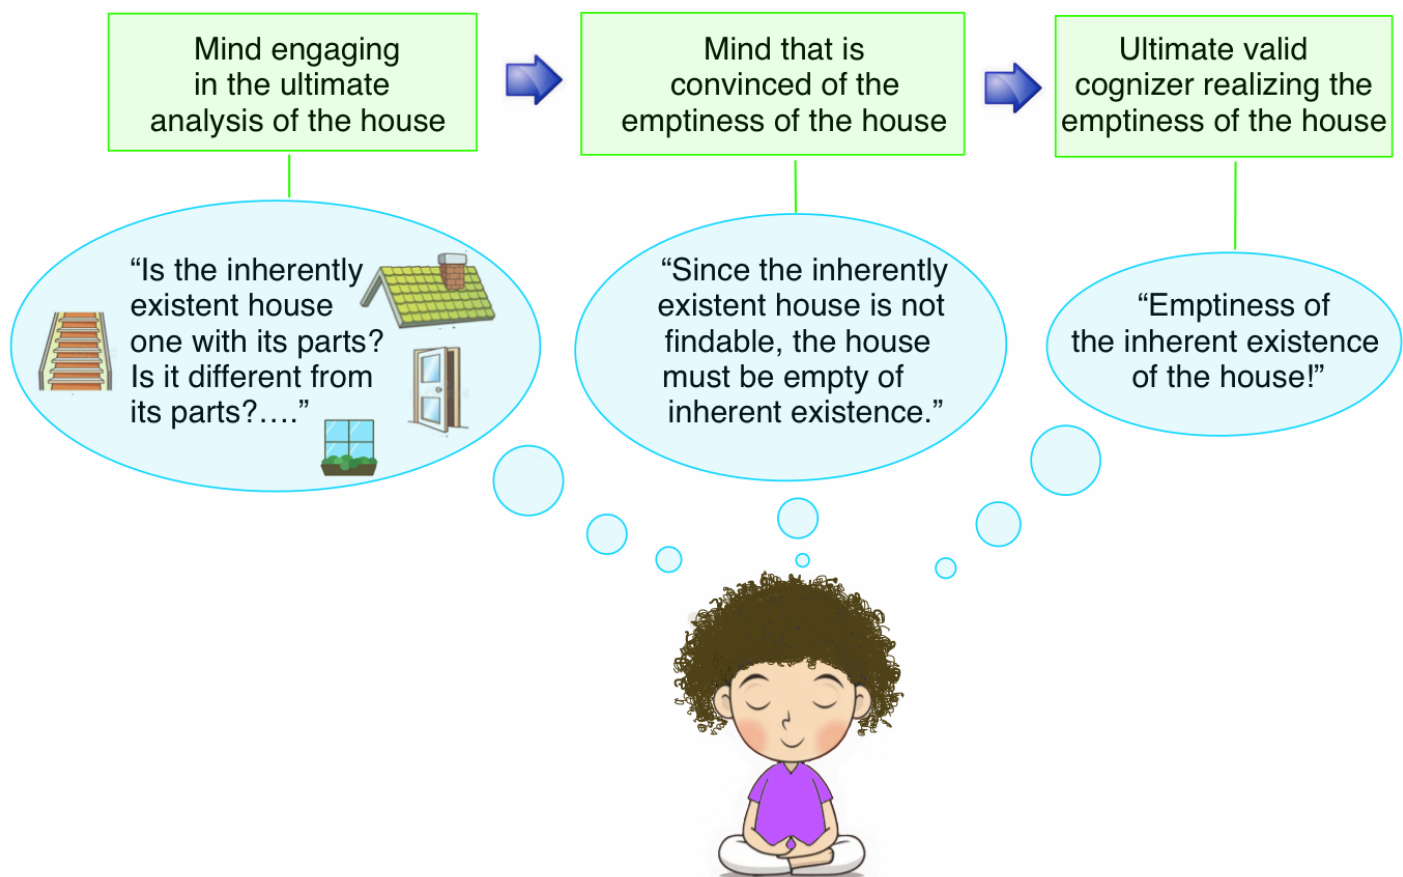 Mind engaging
in the ultimate
analysis of the house
Mind that is
convinced of the
emptiness of the house
Ultimate valid
cognizer realizing the
emptiness of the house
“Is the inherently
existent house
one with its parts?
Is it different from
its parts?….”
“Since the inherently
existent house is not
findable, the house
must be empty of
inherent existence.”
“Emptiness of
the inherent existence
of the house!”